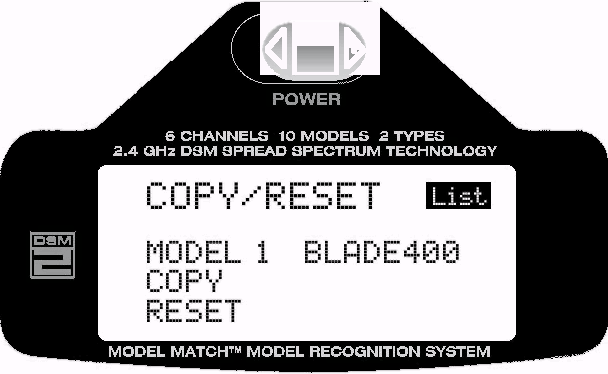 POWER
6 CHANNELS 10 MODELS 2 TYPES
2.4 GHz DSM SPREAD SPECTRUM TECHNOLOGY
COPY/RESET List
DSM
2
MODEL 1 BLADE400
COPY
RESET
MODEL MATCH™ MODEL RECOGNITION SYSTEM